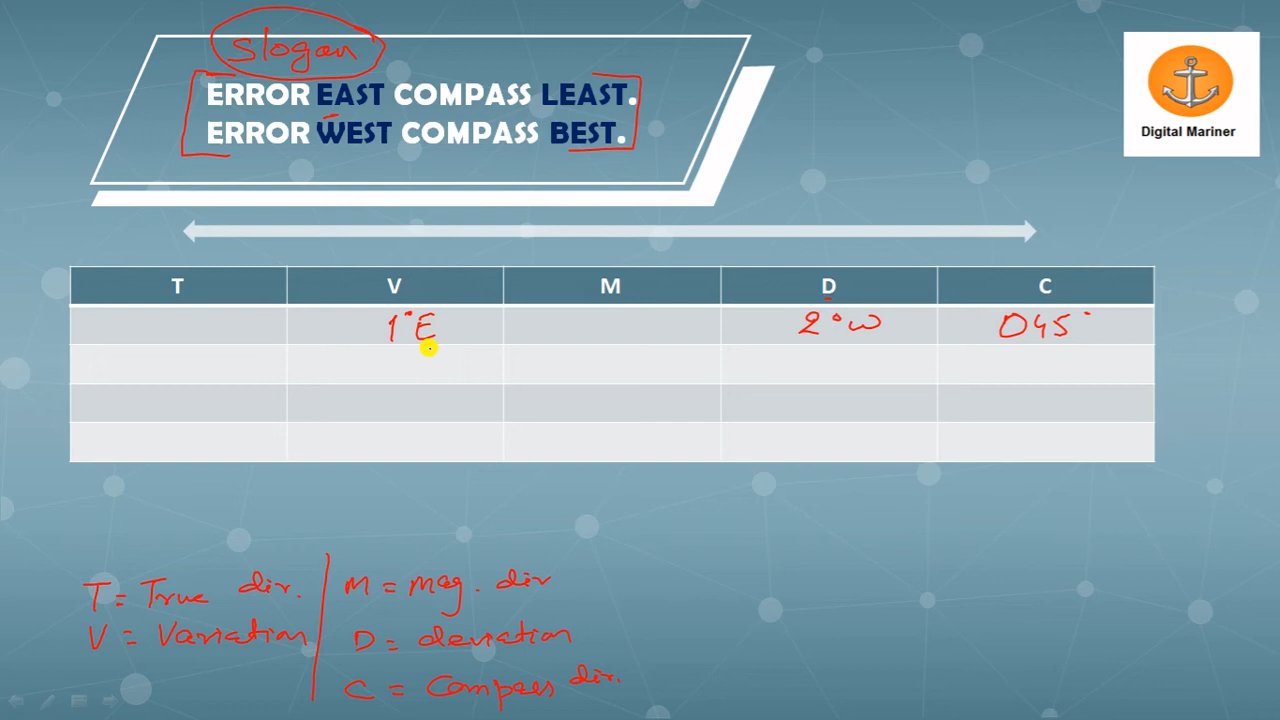 Slogan
ERROR EAST COMPASS LEAST.
ERROR WEST COMPASS BEST.
Digital Mariner
T V M D C
1°E 2°W 045°
T = True dir.
V = Variation
M = Mag. dir
D = deviation
C = Compass dir.